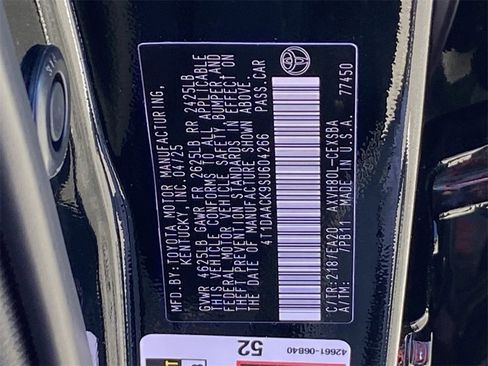 MFD.BY: TOYOTA MOTOR MANUFACTURING,
KENTUCKY, INC. 04/25
GVWR 4625LB GAWR FR 2625LB RR 2425LB
THIS VEHICLE CONFORMS TO ALL APPLICABLE
FEDERAL MOTOR VEHICLE SAFETY, BUMPER, AND
THEFT PREVENTION STANDARDS IN EFFECT ON
THE DATE OF MANUFACTURE SHOWN ABOVE.
4T1DAACK9SU604266 PASS.CAR
C/TR:218/EA20 AXVH80L-CEXSBA
A/TM: 7PB11 MADE IN U.S.A. 77450
42661-06B40
52